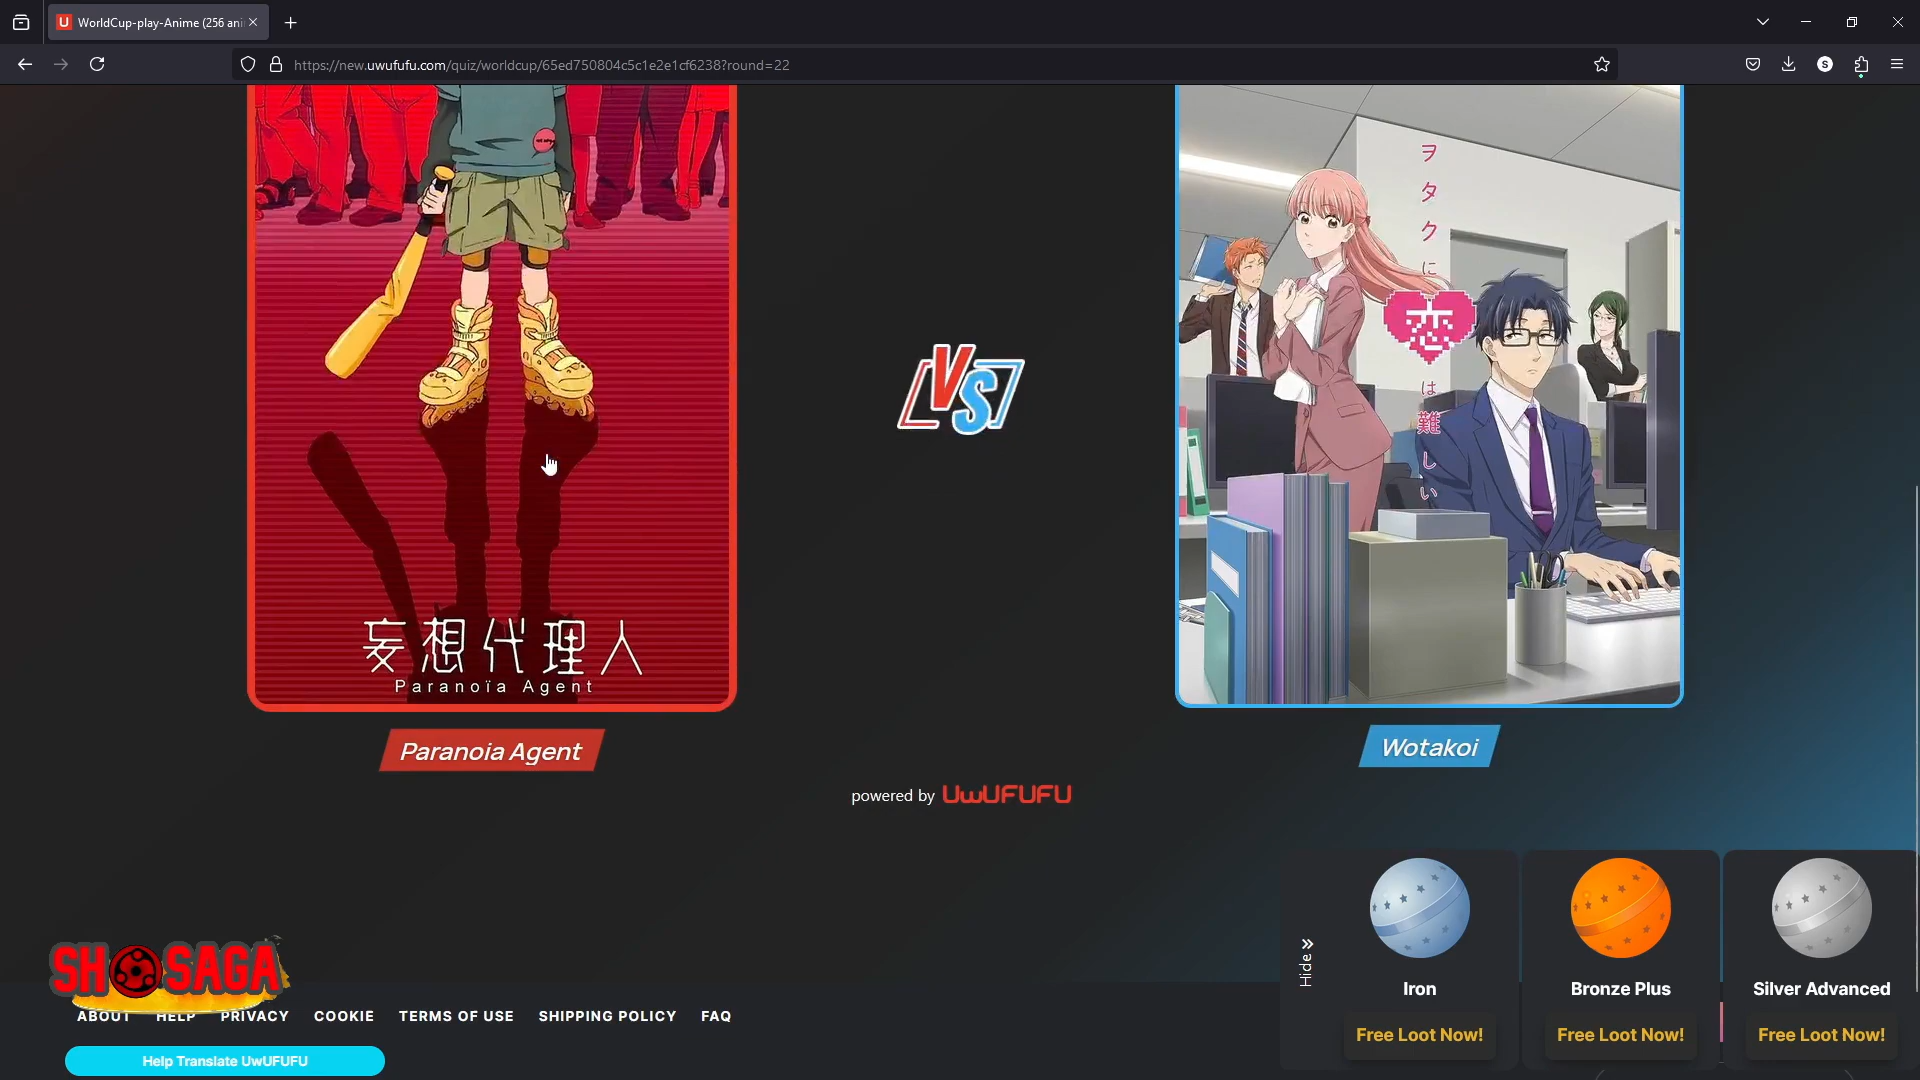 WorldCup-play-Anime (256 ani
https://new.uwufufu.com/quiz/worldcup/65ed750804c5c1e2e1cf6238?round=22
S
妄想代理人
Paranoïa Agent
Paranoia Agent
VS
ヲタクに恋は難しい
Wotakoi
powered by UwUFUFU
SHOSAGA
ABOUT HELP PRIVACY COOKIE TERMS OF USE SHIPPING POLICY FAQ
Help Translate UwUFUFU
Hide
Iron
Free Loot Now!
Bronze Plus
Free Loot Now!
Silver Advanced
Free Loot Now!